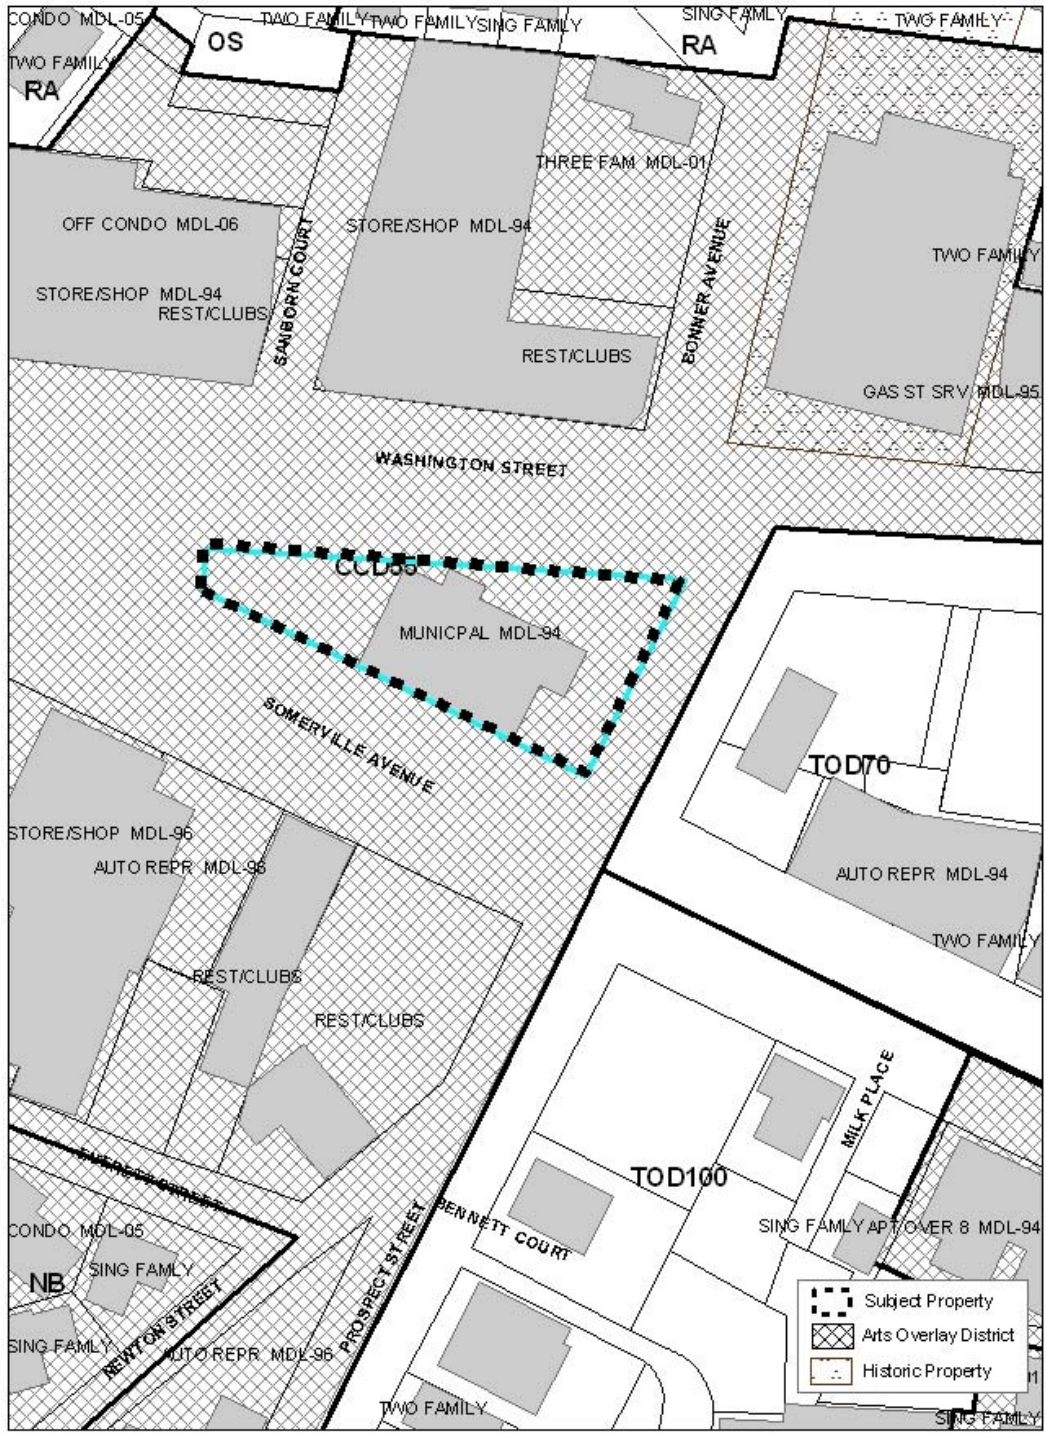 CONDO MDL-05
TWO FAMILY
TWO FAMILY
SING FAMLY
SING FAMLY
TWO FAMILY
OS
RA
TWO FAMILY
RA
THREE FAM MDL-01
OFF CONDO MDL-06
STORE/SHOP MDL-94
SANBORN COURT
BONNER AVENUE
TWO FAMILY
STORE/SHOP MDL-94
REST/CLUBS
REST/CLUBS
GAS ST SRV MDL-95
WASHINGTON STREET
CCD55
MUNICPAL MDL-94
SOMERVILLE AVENUE
TOD70
STORE/SHOP MDL-96
AUTO REPR MDL-96
AUTO REPR MDL-94
TWO FAMILY
REST/CLUBS
REST/CLUBS
MILK PLACE
EVERETT STREET
TOD100
CONDO MDL-05
BENNETT COURT
SING FAMLY
APT OVER 8 MDL-94
SING FAMLY
NB
PROSPECT STREET
NEWTON STREET
SING FAMLY
AUTO REPR MDL-96
TWO FAMILY
Subject Property
Arts Overlay District
Historic Property
01
SING FAMLY